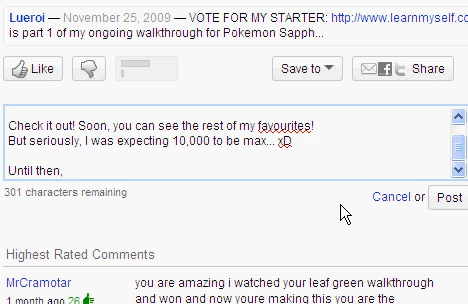 Lueroi — November 25, 2009 — VOTE FOR MY STARTER: http://www.learnmyself.co
is part 1 of my ongoing walkthrough for Pokemon Sapph...
Like
Save to
Share
Check it out! Soon, you can see the rest of my favourites!
But seriously, I was expecting 10,000 to be max... xD
Until then,
301 characters remaining
Cancel or Post
Highest Rated Comments
MrCramotar
1 month ago 26
you are amazing i watched your leaf green walkthrough
and won and now youre making this you are the